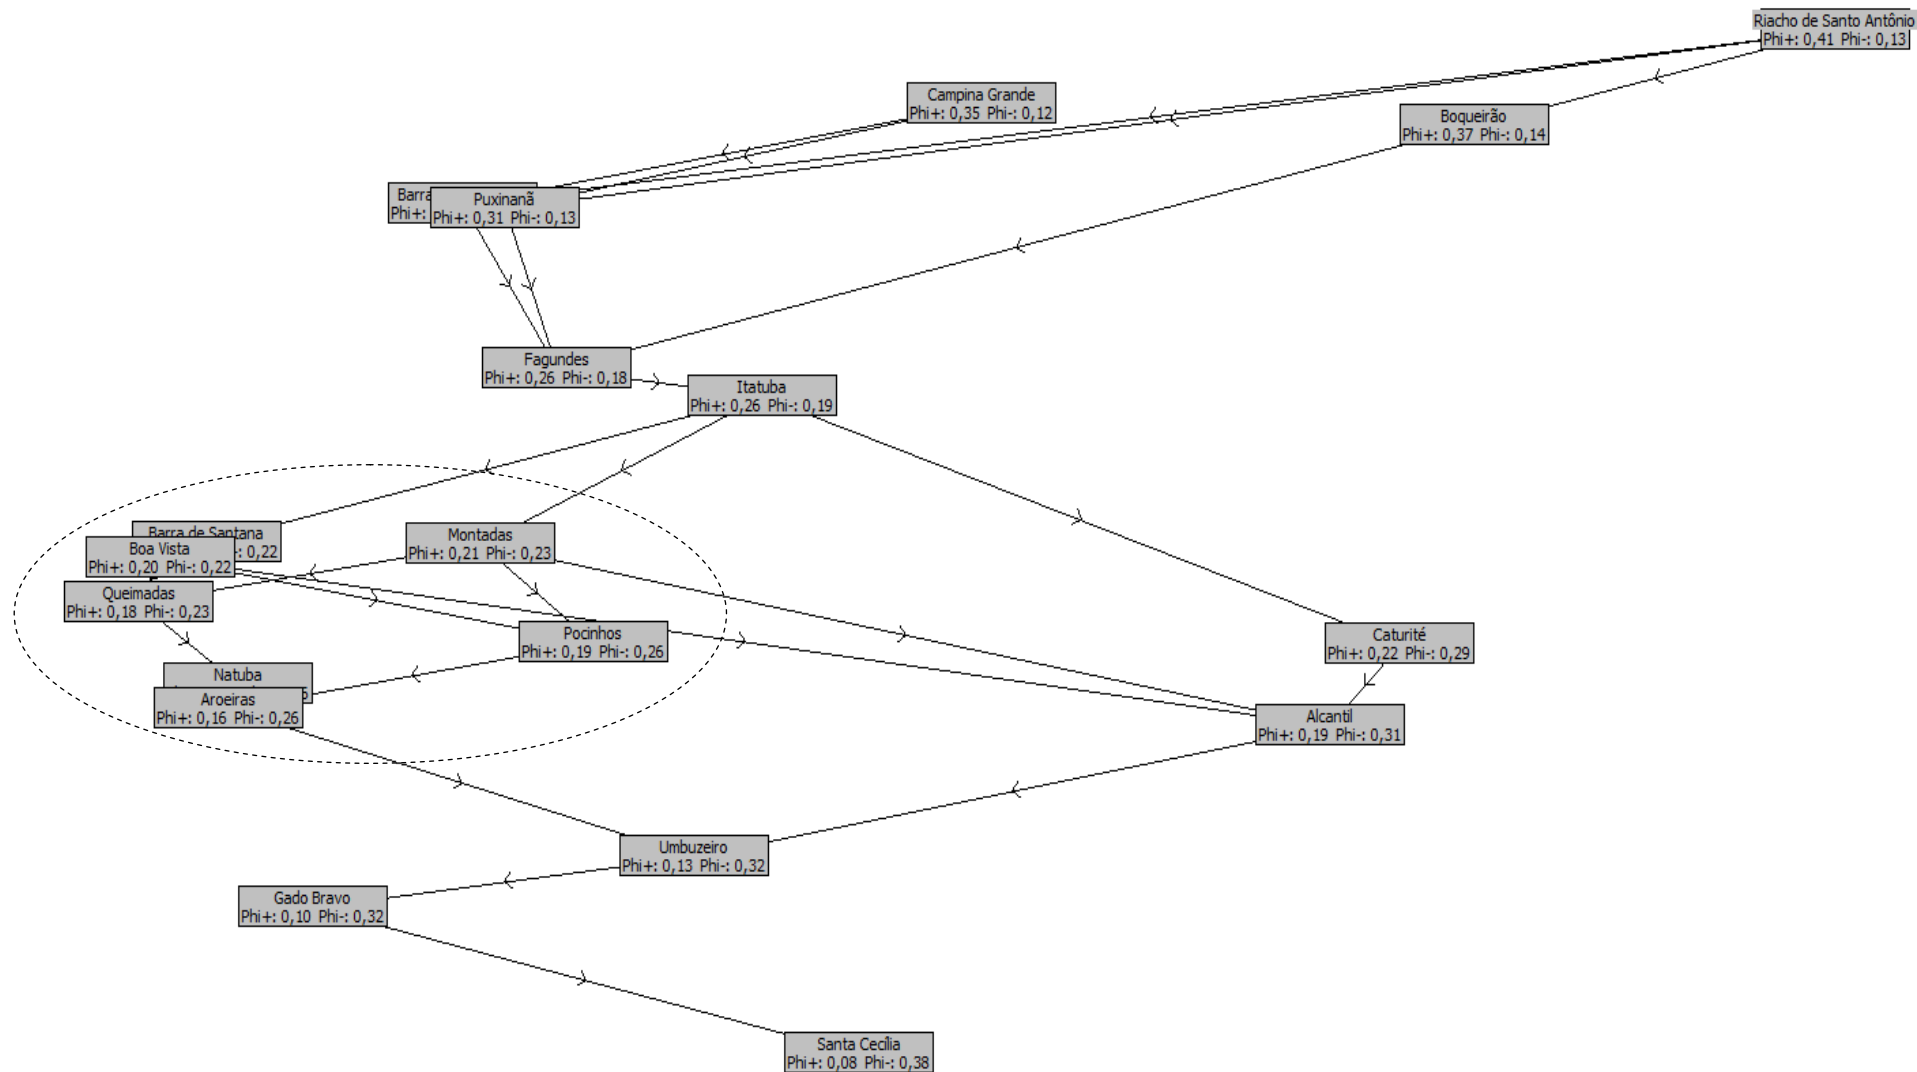 Riacho de Santo Antônio
Phi+: 0,41 Phi-: 0,13
Campina Grande
Phi+: 0,35 Phi-: 0,12
Boqueirão
Phi+: 0,37 Phi-: 0,14
Barra
Phi+:
Puxinanã
Phi+: 0,31 Phi-: 0,13
Fagundes
Phi+: 0,26 Phi-: 0,18
Itatuba
Phi+: 0,26 Phi-: 0,19
Barra de Santana
-: 0,22
Montadas
Phi+: 0,21 Phi-: 0,23
Boa Vista
Phi+: 0,20 Phi-: 0,22
Queimadas
Phi+: 0,18 Phi-: 0,23
Pocinhos
Phi+: 0,19 Phi-: 0,26
Caturité
Phi+: 0,22 Phi-: 0,29
Natuba
Aroeiras
Phi+: 0,16 Phi-: 0,26
Alcantil
Phi+: 0,19 Phi-: 0,31
Umbuzeiro
Phi+: 0,13 Phi-: 0,32
Gado Bravo
Phi+: 0,10 Phi-: 0,32
Santa Cecília
Phi+: 0,08 Phi-: 0,38